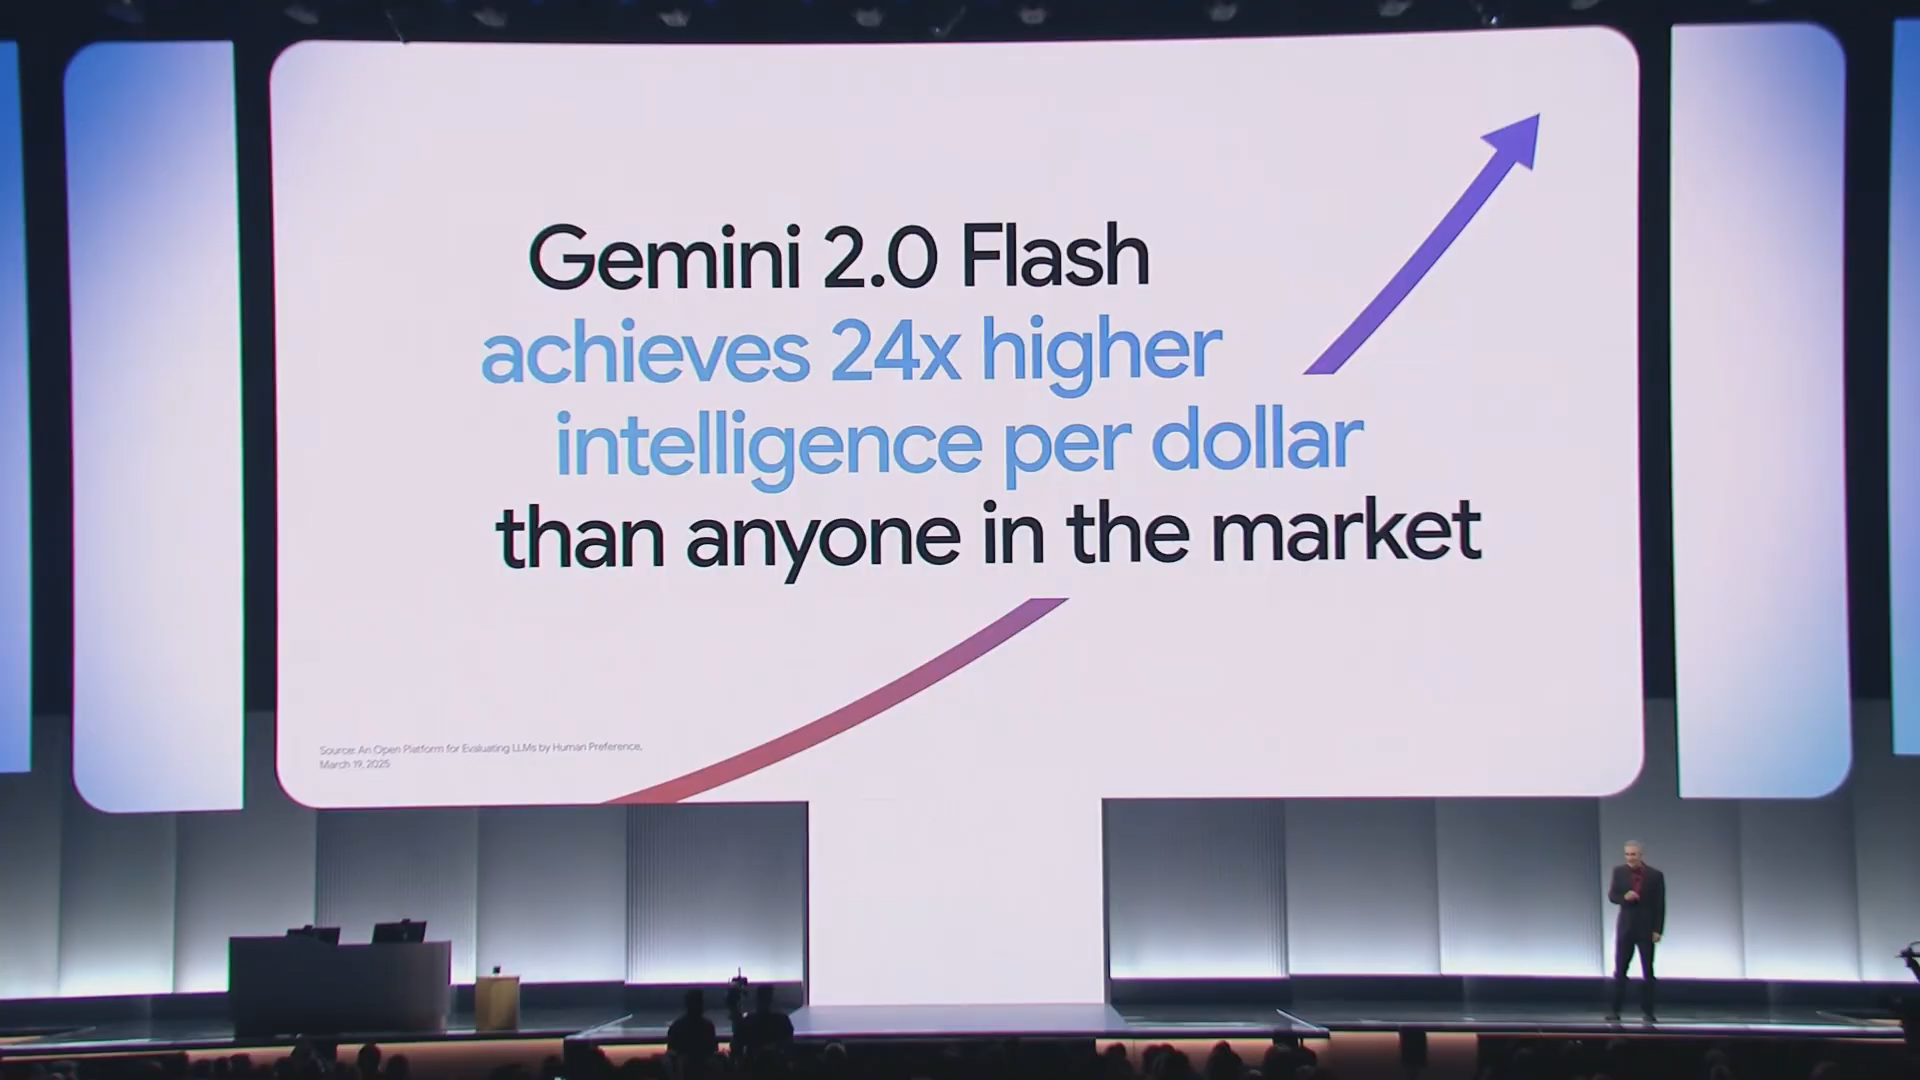 Gemini 2.0 Flash
achieves 24x higher
intelligence per dollar
than anyone in the market
Source: An Open Platform for Evaluating LLMs by Human Preference,
March 19, 2025